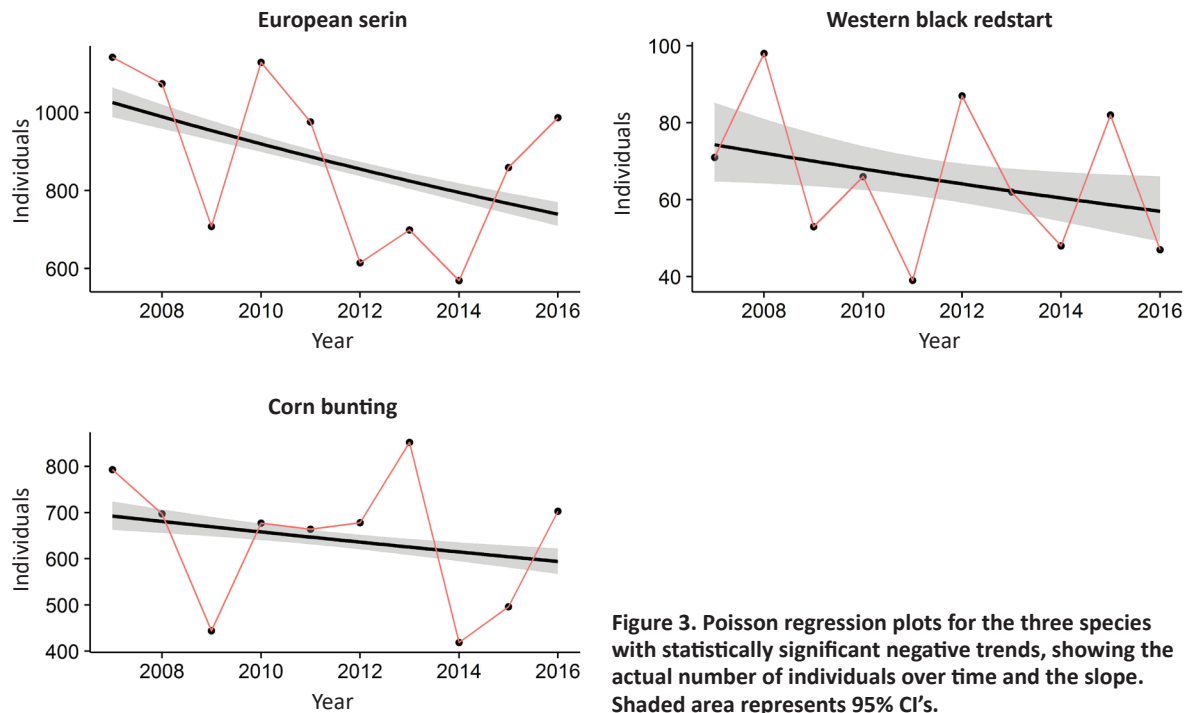 European serin
Individuals
1000
800
600
2008 2010 2012 2014 2016
Year
Western black redstart
Individuals
100
80
60
40
2008 2010 2012 2014 2016
Year
Corn bunting
Individuals
800
700
600
500
400
2008 2010 2012 2014 2016
Year
Figure 3. Poisson regression plots for the three species
with statistically significant negative trends, showing the
actual number of individuals over time and the slope.
Shaded area represents 95% CI's.